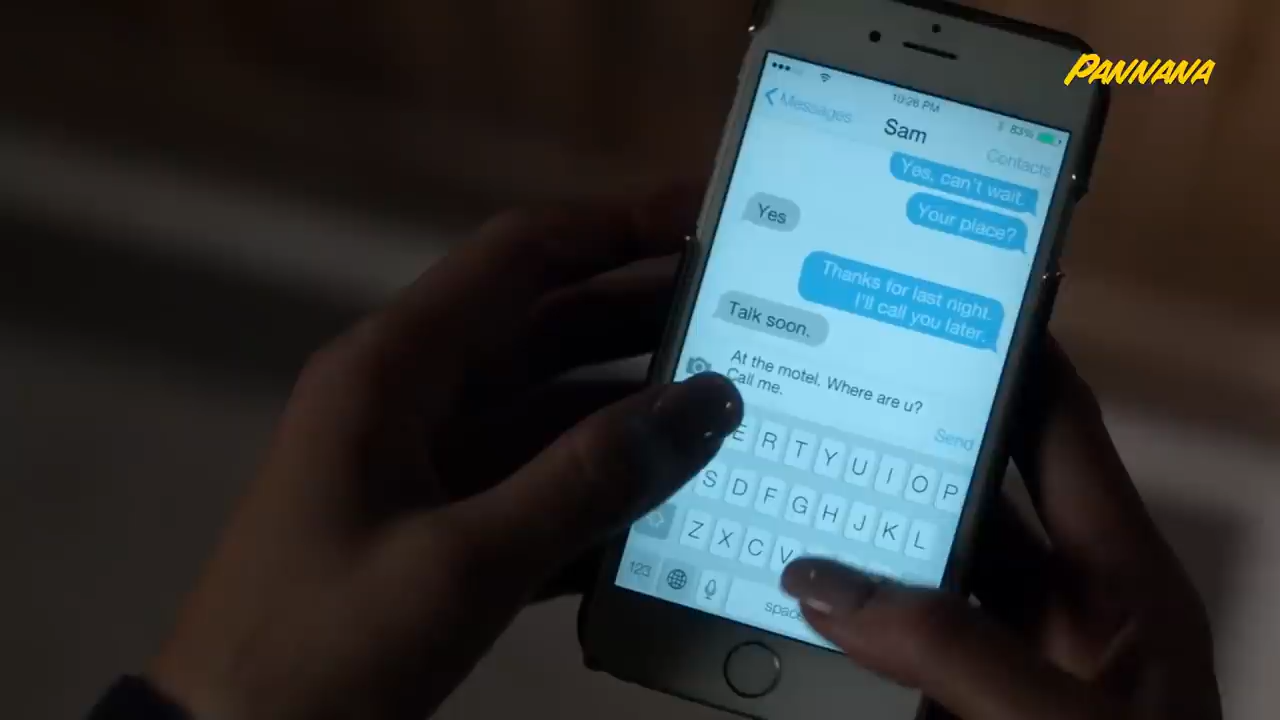 PANNANA
10:26 PM
83%
Messages
Sam
Contacts
Yes, can't wait.
Your place?
Yes
Thanks for last night.
I'll call you later.
Talk soon.
At the motel. Where are u?
Call me.
Send
E R T Y U I O P
S D F G H J K L
Z X C V
123
space